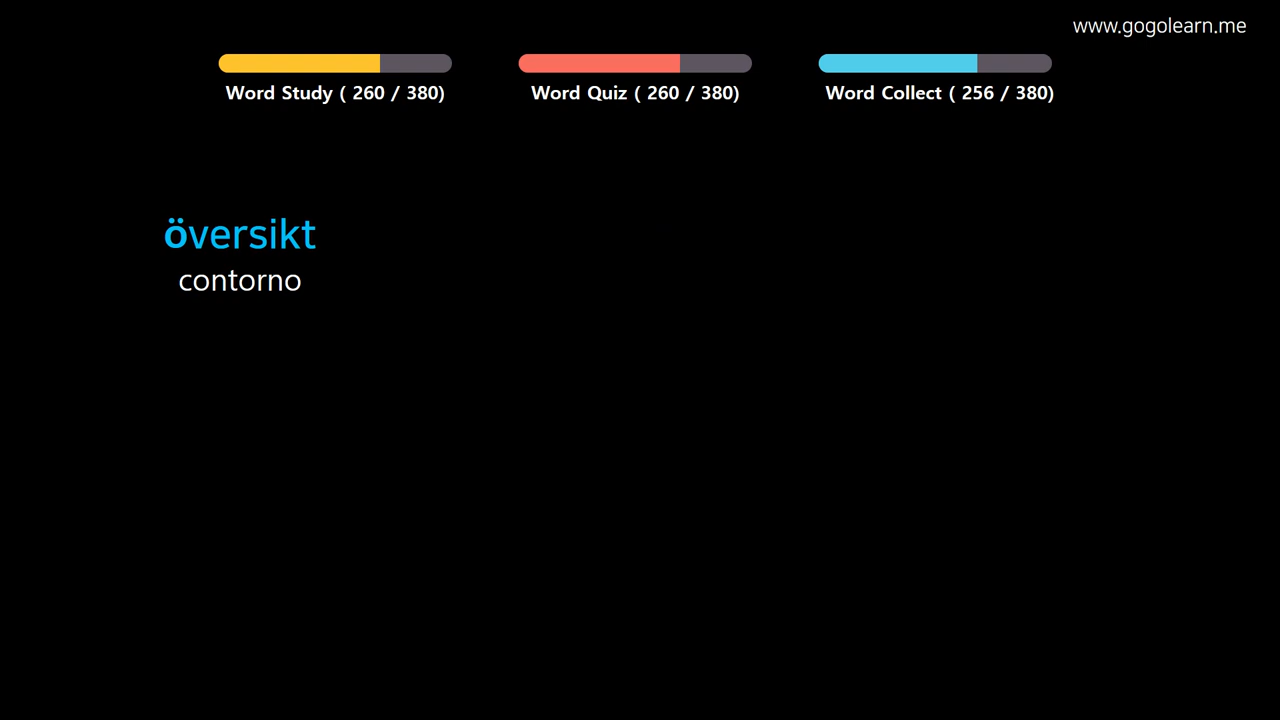 www.gogolearn.me
Word Study ( 260 / 380)
Word Quiz ( 260 / 380)
Word Collect ( 256 / 380)
översikt
contorno